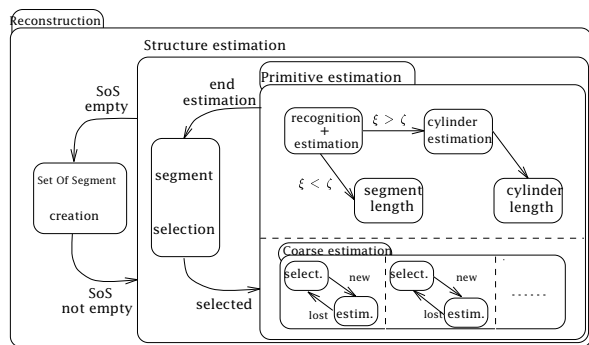 Reconstruction
Structure estimation
Primitive estimation
SoS
empty
end
estimation
recognition
+
estimation
ξ > ζ
cylinder
estimation
Set Of Segment
creation
segment
selection
ξ < ζ
segment
length
cylinder
length
Coarse estimation
select.
new
lost
estim.
select.
new
lost
estim.
......
SoS
not empty
selected